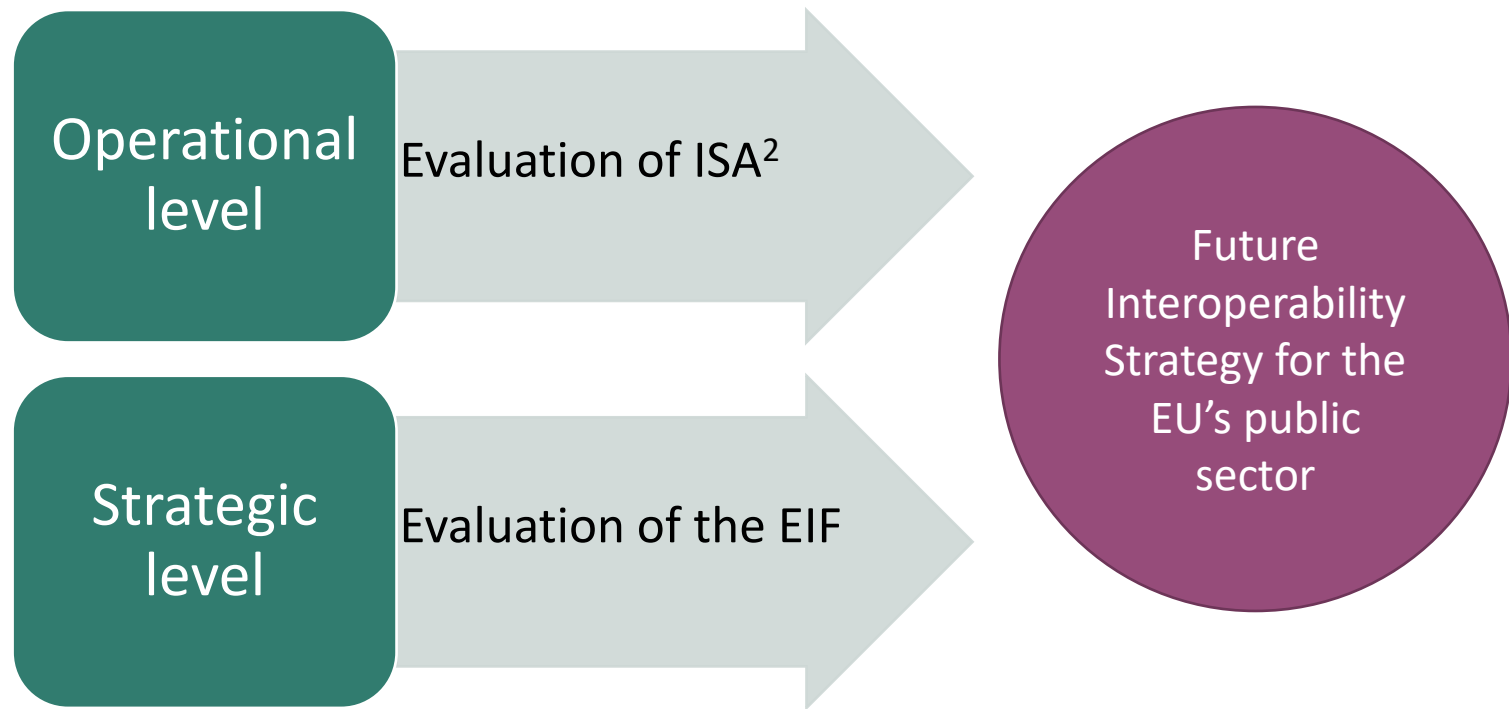 Operational
level
Evaluation of ISA²
Strategic
level
Evaluation of the EIF
Future
Interoperability
Strategy for the
EU’s public
sector